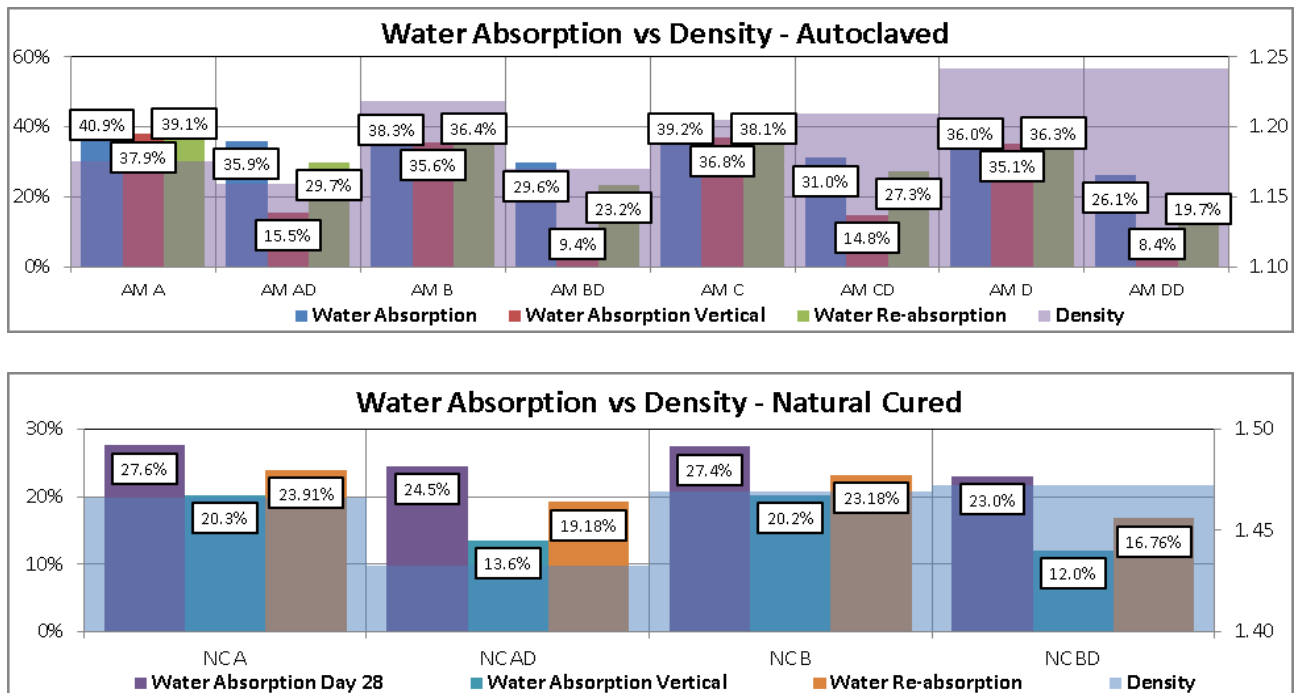 Water Absorption vs Density - Autoclaved
60% 1.25
40% 1.20
20% 1.15
0% 1.10
40.9% 37.9% 39.1% 35.9% 15.5% 29.7% 38.3% 35.6% 36.4% 29.6% 9.4% 23.2% 39.2% 36.8% 38.1% 31.0% 14.8% 27.3% 36.0% 35.1% 36.3% 26.1% 8.4% 19.7%
AM A AM AD AM B AM BD AM C AM CD AM D AM DD
Water Absorption Water Absorption Vertical Water Re-absorption Density
Water Absorption vs Density - Natural Cured
30% 1.50
20% 1.45
10% 1.40
0%
27.6% 20.3% 23.91% 24.5% 13.6% 19.18% 27.4% 20.2% 23.18% 23.0% 12.0% 16.76%
NC A NC AD NC B NC BD
Water Absorption Day 28 Water Absorption Vertical Water Re-absorption Density